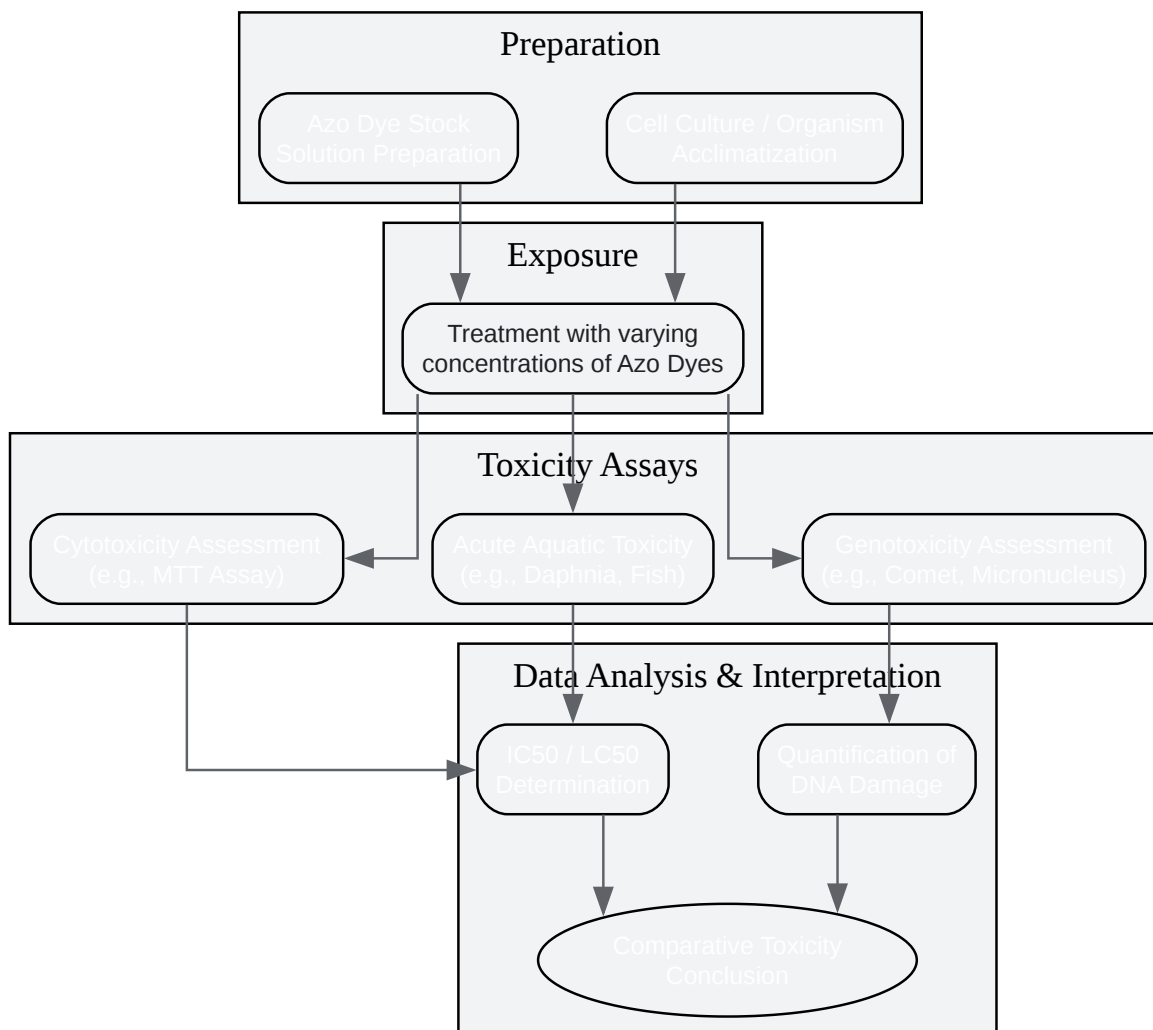 Preparation
Azo Dye Stock
Solution Preparation
Cell Culture / Organism
Acclimatization
Exposure
Treatment with varying
concentrations of Azo Dyes
Toxicity Assays
Cytotoxicity Assessment
(e.g., MTT Assay)
Acute Aquatic Toxicity
(e.g., Daphnia, Fish)
Genotoxicity Assessment
(e.g., Comet, Micronucleus)
Data Analysis & Interpretation
IC50 / LC50
Determination
Quantification of
DNA Damage
Comparative Toxicity
Conclusion